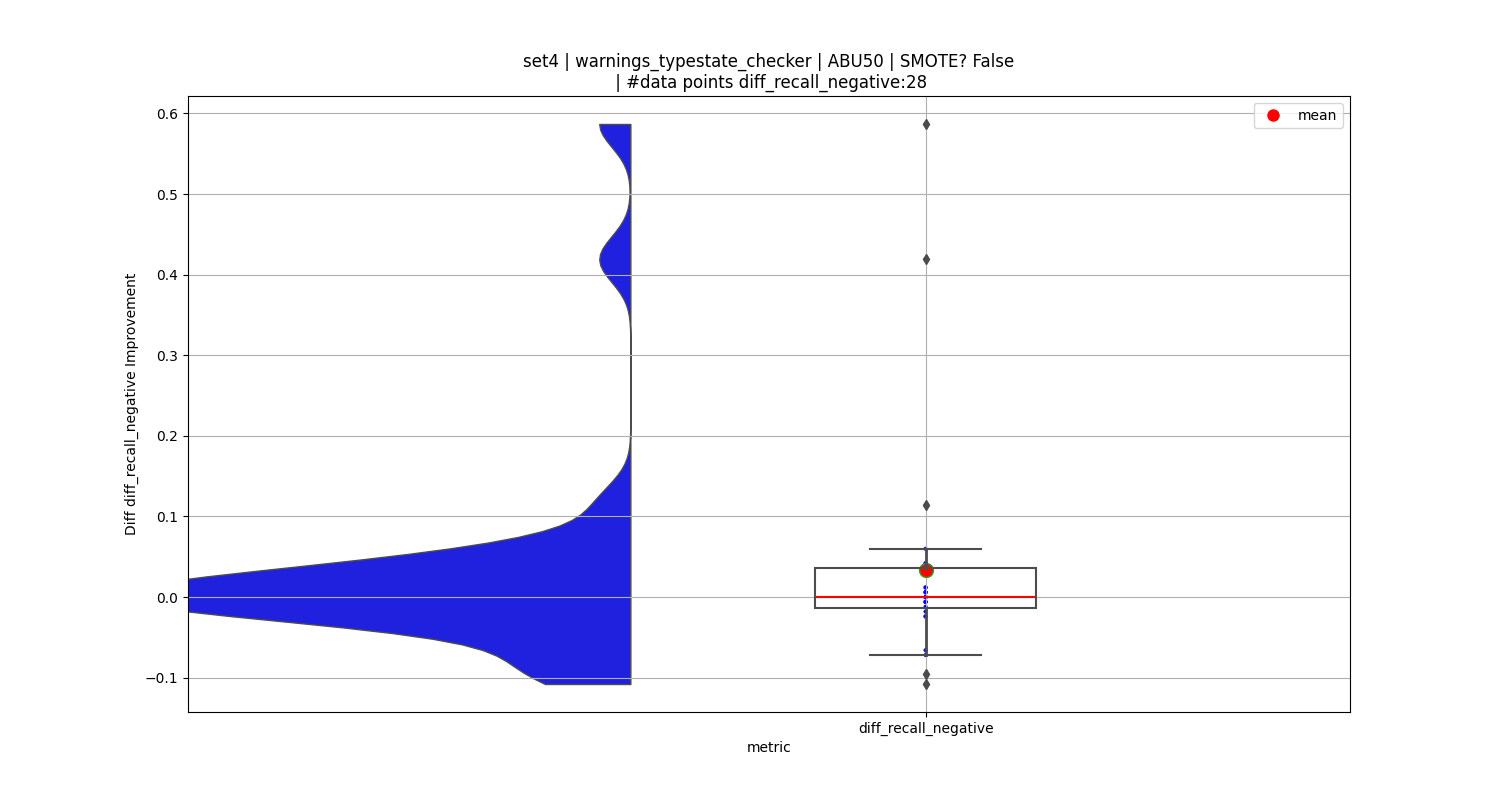 set4 | warnings_typestate_checker | ABU50 | SMOTE? False
| #data points diff_recall_negative:28
mean
0.6
0.5
0.4
0.3
0.2
0.1
0.0
−0.1
Diff diff_recall_negative Improvement
diff_recall_negative
metric